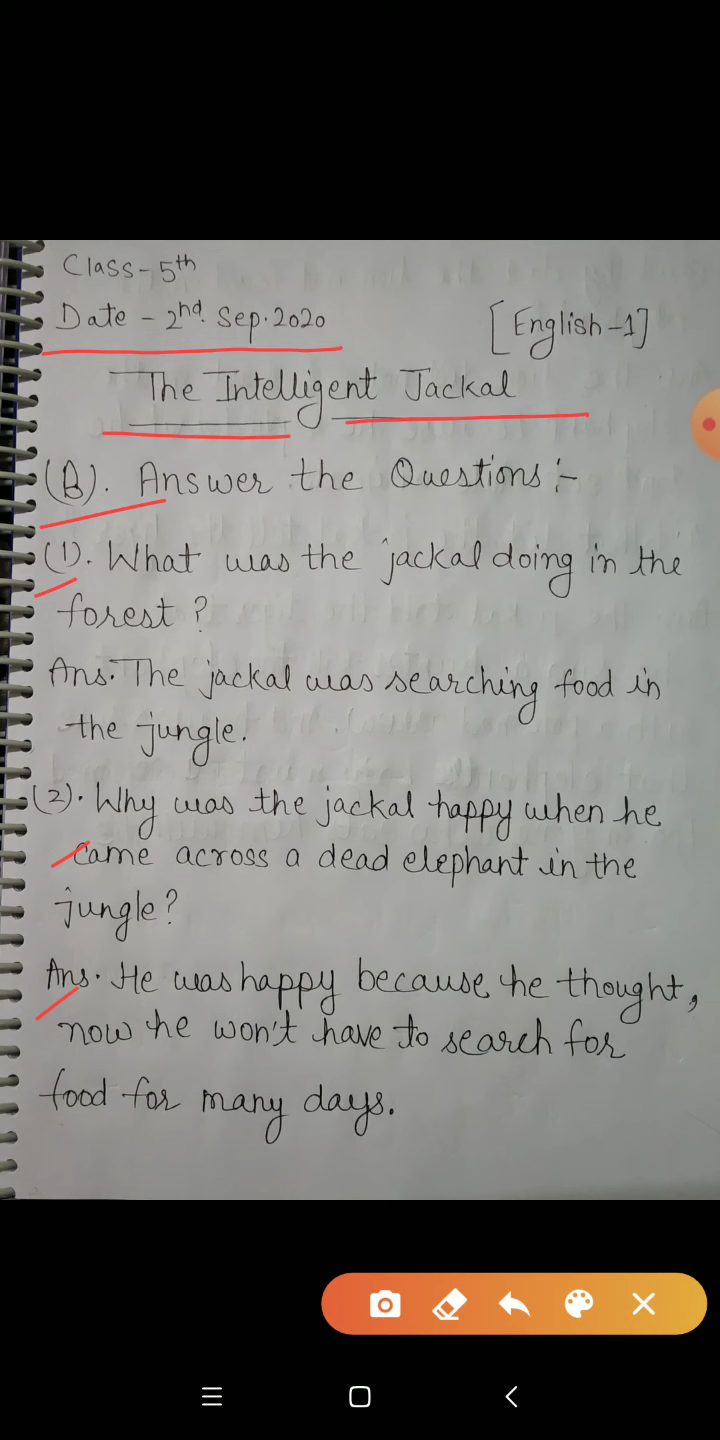 Class-5th
Date - 2nd. Sep. 2020
[English-1]
The Intelligent Jackal
(B). Answer the Questions :-
(1). What was the jackal doing in the
forest?
Ans. The jackal was searching food in
the jungle.
(2). Why was the jackal happy when he
came across a dead elephant in the
jungle?
Ans. He was happy because he thought,
now he won't have to search for
food for many days.